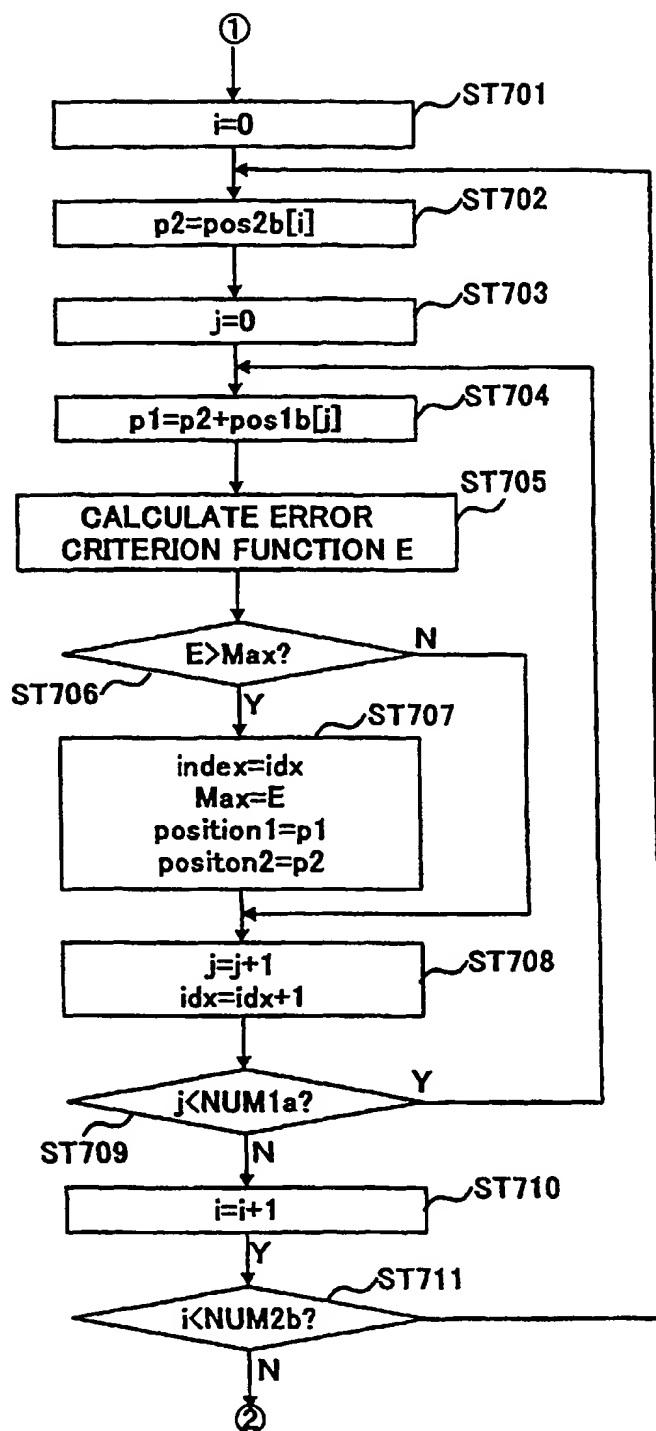 ①
ST701
i=0
ST702
p2=pos2b[i]
ST703
j=0
ST704
p1=p2+pos1b[j]
ST705
CALCULATE ERROR
CRITERION FUNCTION E
E>Max?
N
ST706
Y
ST707
index=idx
Max=E
position1=p1
positon2=p2
j=j+1
idx=idx+1
ST708
j<NUM1a?
Y
ST709
N
i=i+1
ST710
Y
ST711
i<NUM2b?
N
②